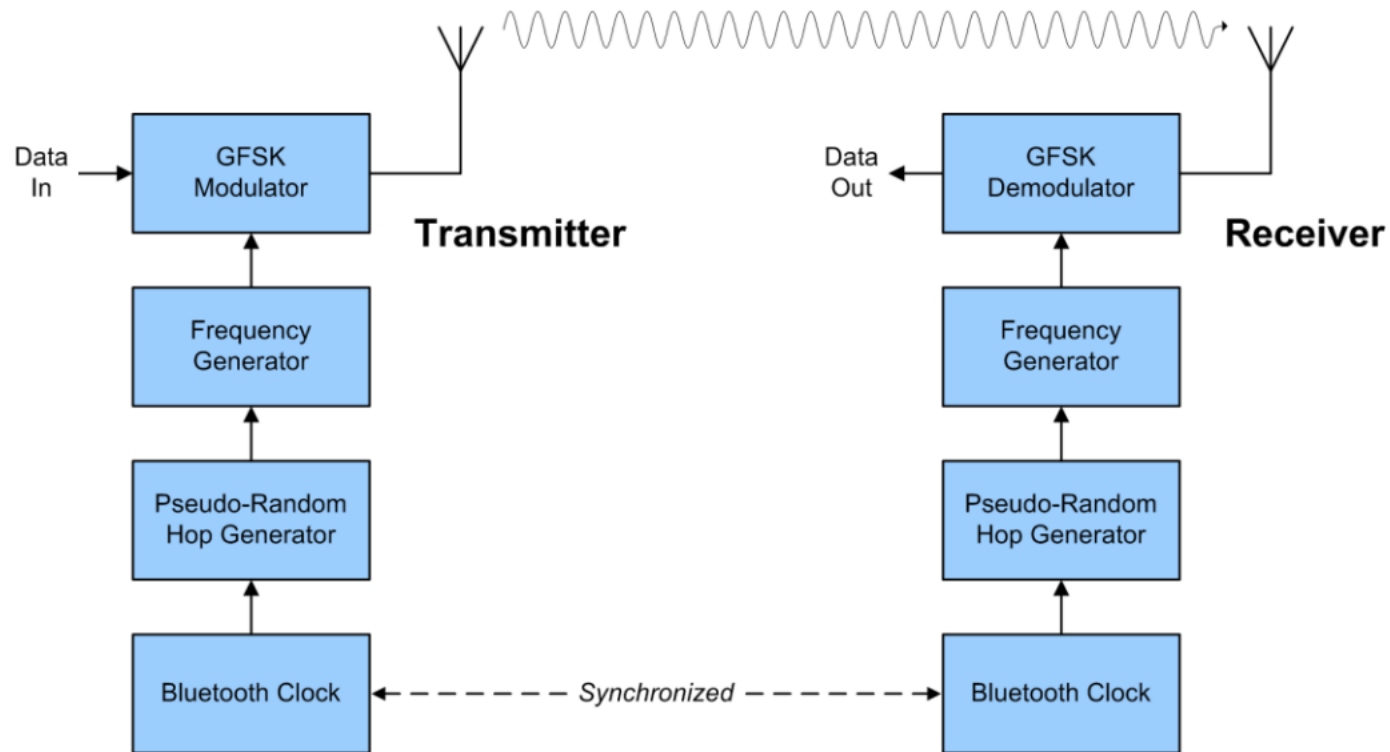 Data
In
GFSK
Modulator
Transmitter
Frequency
Generator
Pseudo-Random
Hop Generator
Bluetooth Clock
Synchronized
Data
Out
GFSK
Demodulator
Receiver
Frequency
Generator
Pseudo-Random
Hop Generator
Bluetooth Clock